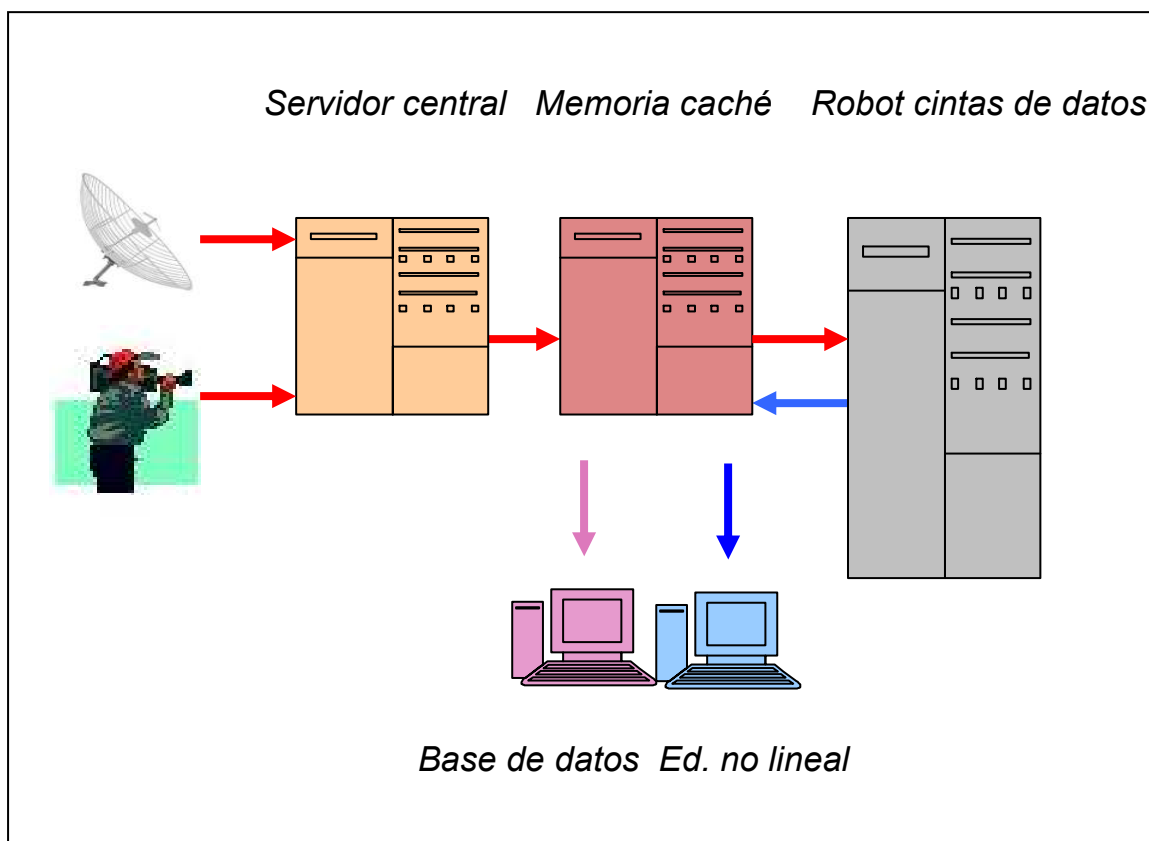 Servidor central Memoria caché Robot cintas de datos
Base de datos Ed. no lineal